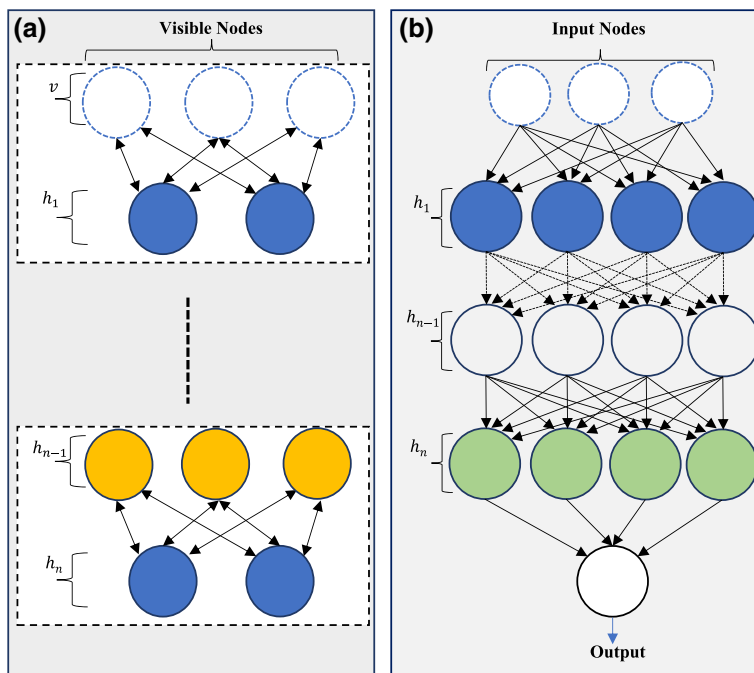 (a)
Visible Nodes
v
h₁
hₙ₋₁
hₙ
(b)
Input Nodes
h₁
hₙ₋₁
hₙ
Output